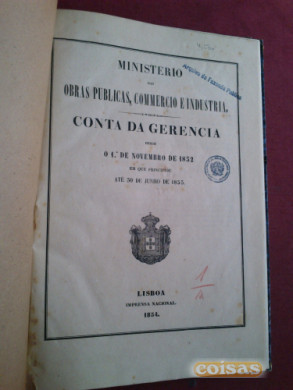 MINISTERIO
DAS
OBRAS PUBLICAS, COMMERCIO E INDUSTRIA.
CONTA DA GERENCIA
DESDE
O 1.º DE NOVEMBRO DE 1852
EM QUE
ATÉ 30 DE JUNHO DE 1853.
LISBOA
IMPRENSA NACIONAL.
1854.
1
coisas